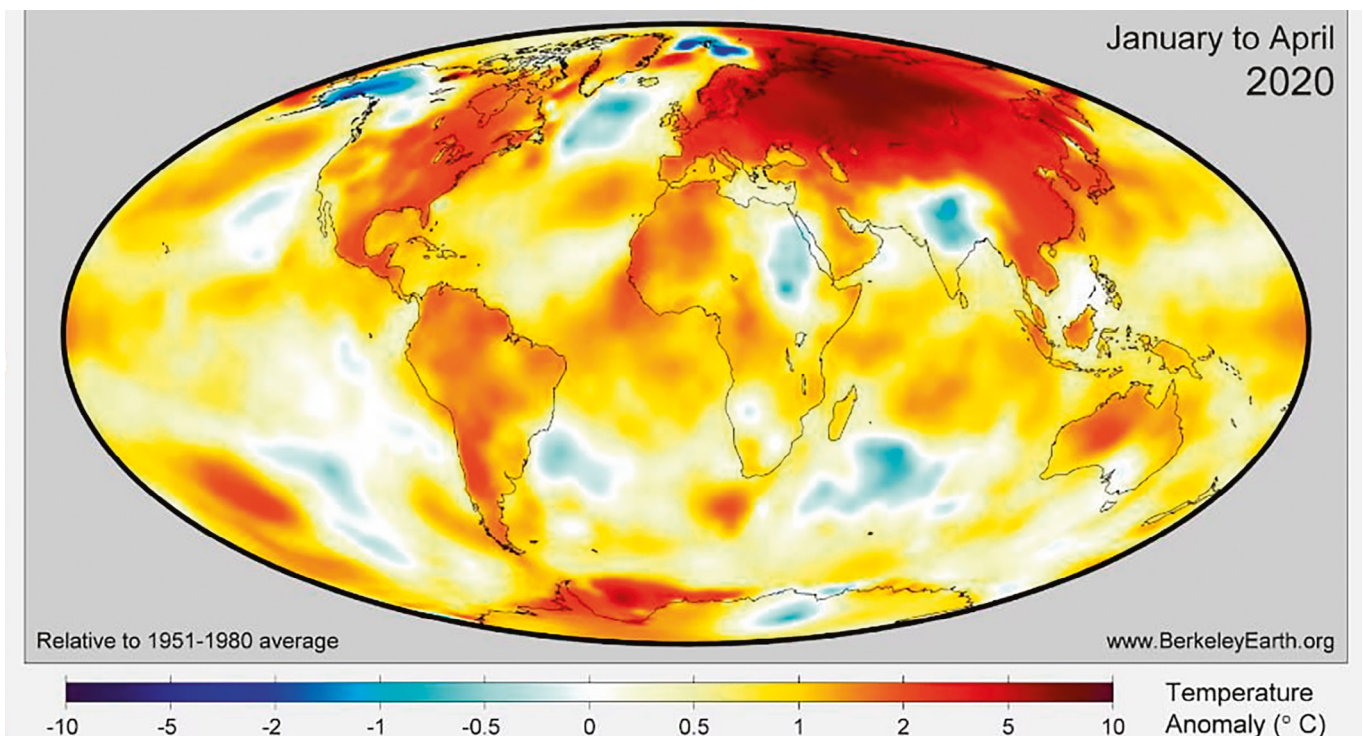 January to April
2020
Relative to 1951-1980 average
www.BerkeleyEarth.org
-10 -5 -2 -1 -0.5 0 0.5 1 2 5 10
Temperature
Anomaly (° C)